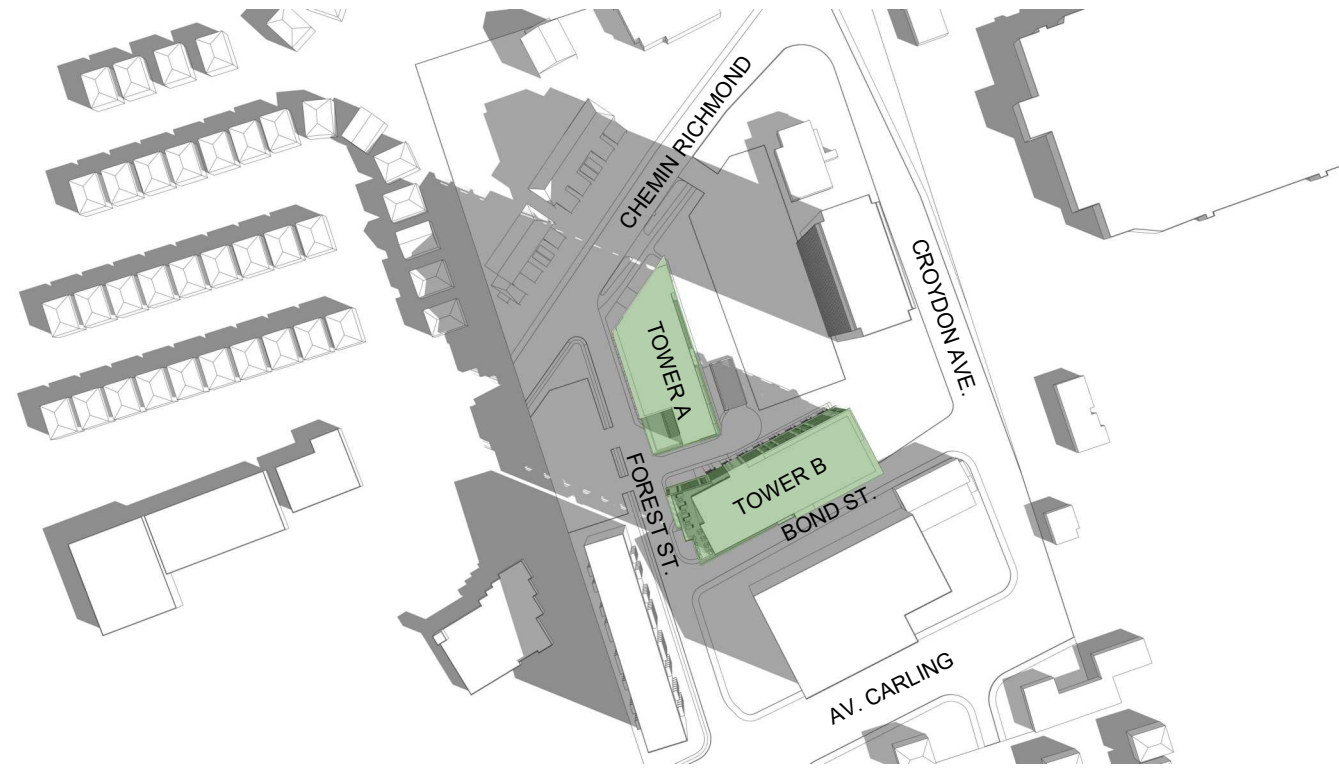 CHEMIN RICHMOND
CROYDON AVE.
TOWER A
TOWER B
FOREST ST.
BOND ST.
AV. CARLING